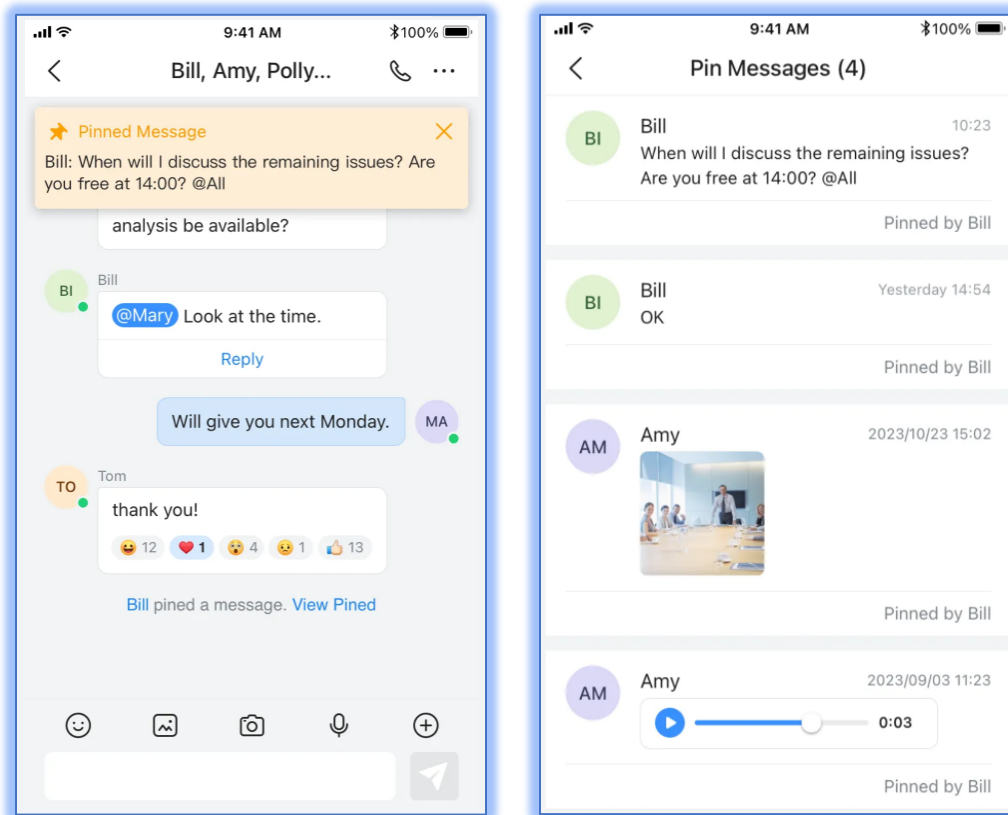 9:41 AM
100%
Bill, Amy, Polly...
Pinned Message
Bill: When will I discuss the remaining issues? Are
you free at 14:00? @All
analysis be available?
Bill
BI
@Mary Look at the time.
Reply
Will give you next Monday.
MA
Tom
TO
thank you!
12
1
4
1
13
Bill pined a message. View Pined
9:41 AM
100%
Pin Messages (4)
BI
Bill
10:23
When will I discuss the remaining issues?
Are you free at 14:00? @All
Pinned by Bill
BI
Bill
Yesterday 14:54
OK
Pinned by Bill
AM
Amy
2023/10/23 15:02
Pinned by Bill
AM
Amy
2023/09/03 11:23
0:03
Pinned by Bill